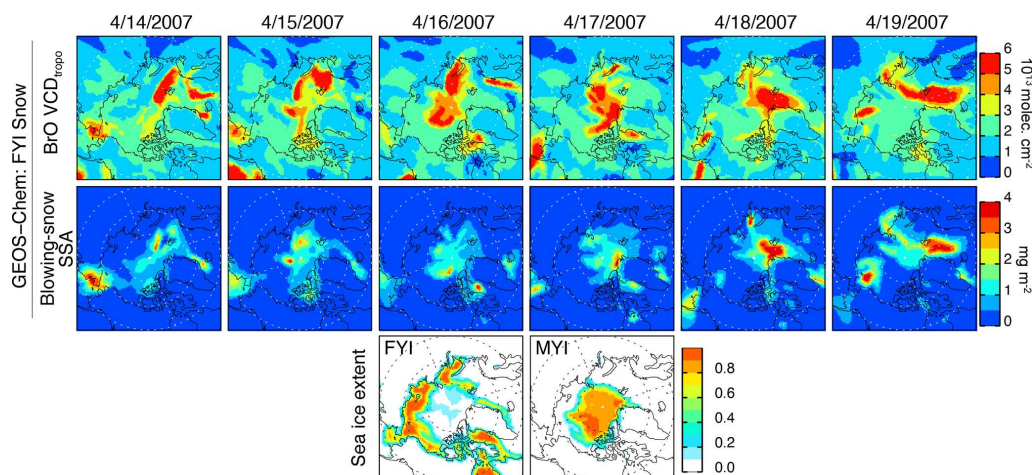 4/14/2007 4/15/2007 4/16/2007 4/17/2007 4/18/2007 4/19/2007
GEOS–Chem: FYI Snow
BrO VCDtropo
6
5
4
3
2
1
0
10¹³ molec cm⁻²
Blowing-snow
SSA
4
3
2
1
0
mg m⁻²
Sea ice extent
FYI MYI
0.8
0.6
0.4
0.2
0.0